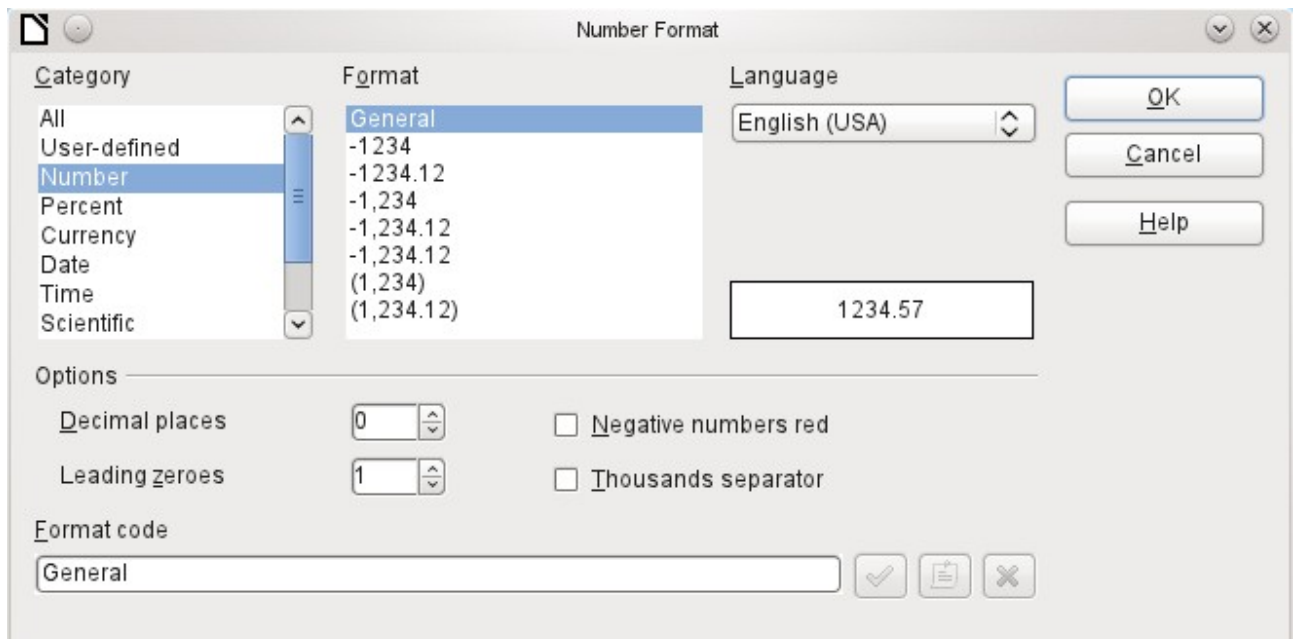 Number Format
Category
All
User-defined
Number
Percent
Currency
Date
Time
Scientific
Format
General
-1234
-1234.12
-1,234
-1,234.12
-1,234.12
(1,234)
(1,234.12)
Language
English (USA)
1234.57
OK
Cancel
Help
Options
Decimal places 0
Negative numbers red
Leading zeroes 1
Thousands separator
Format code
General